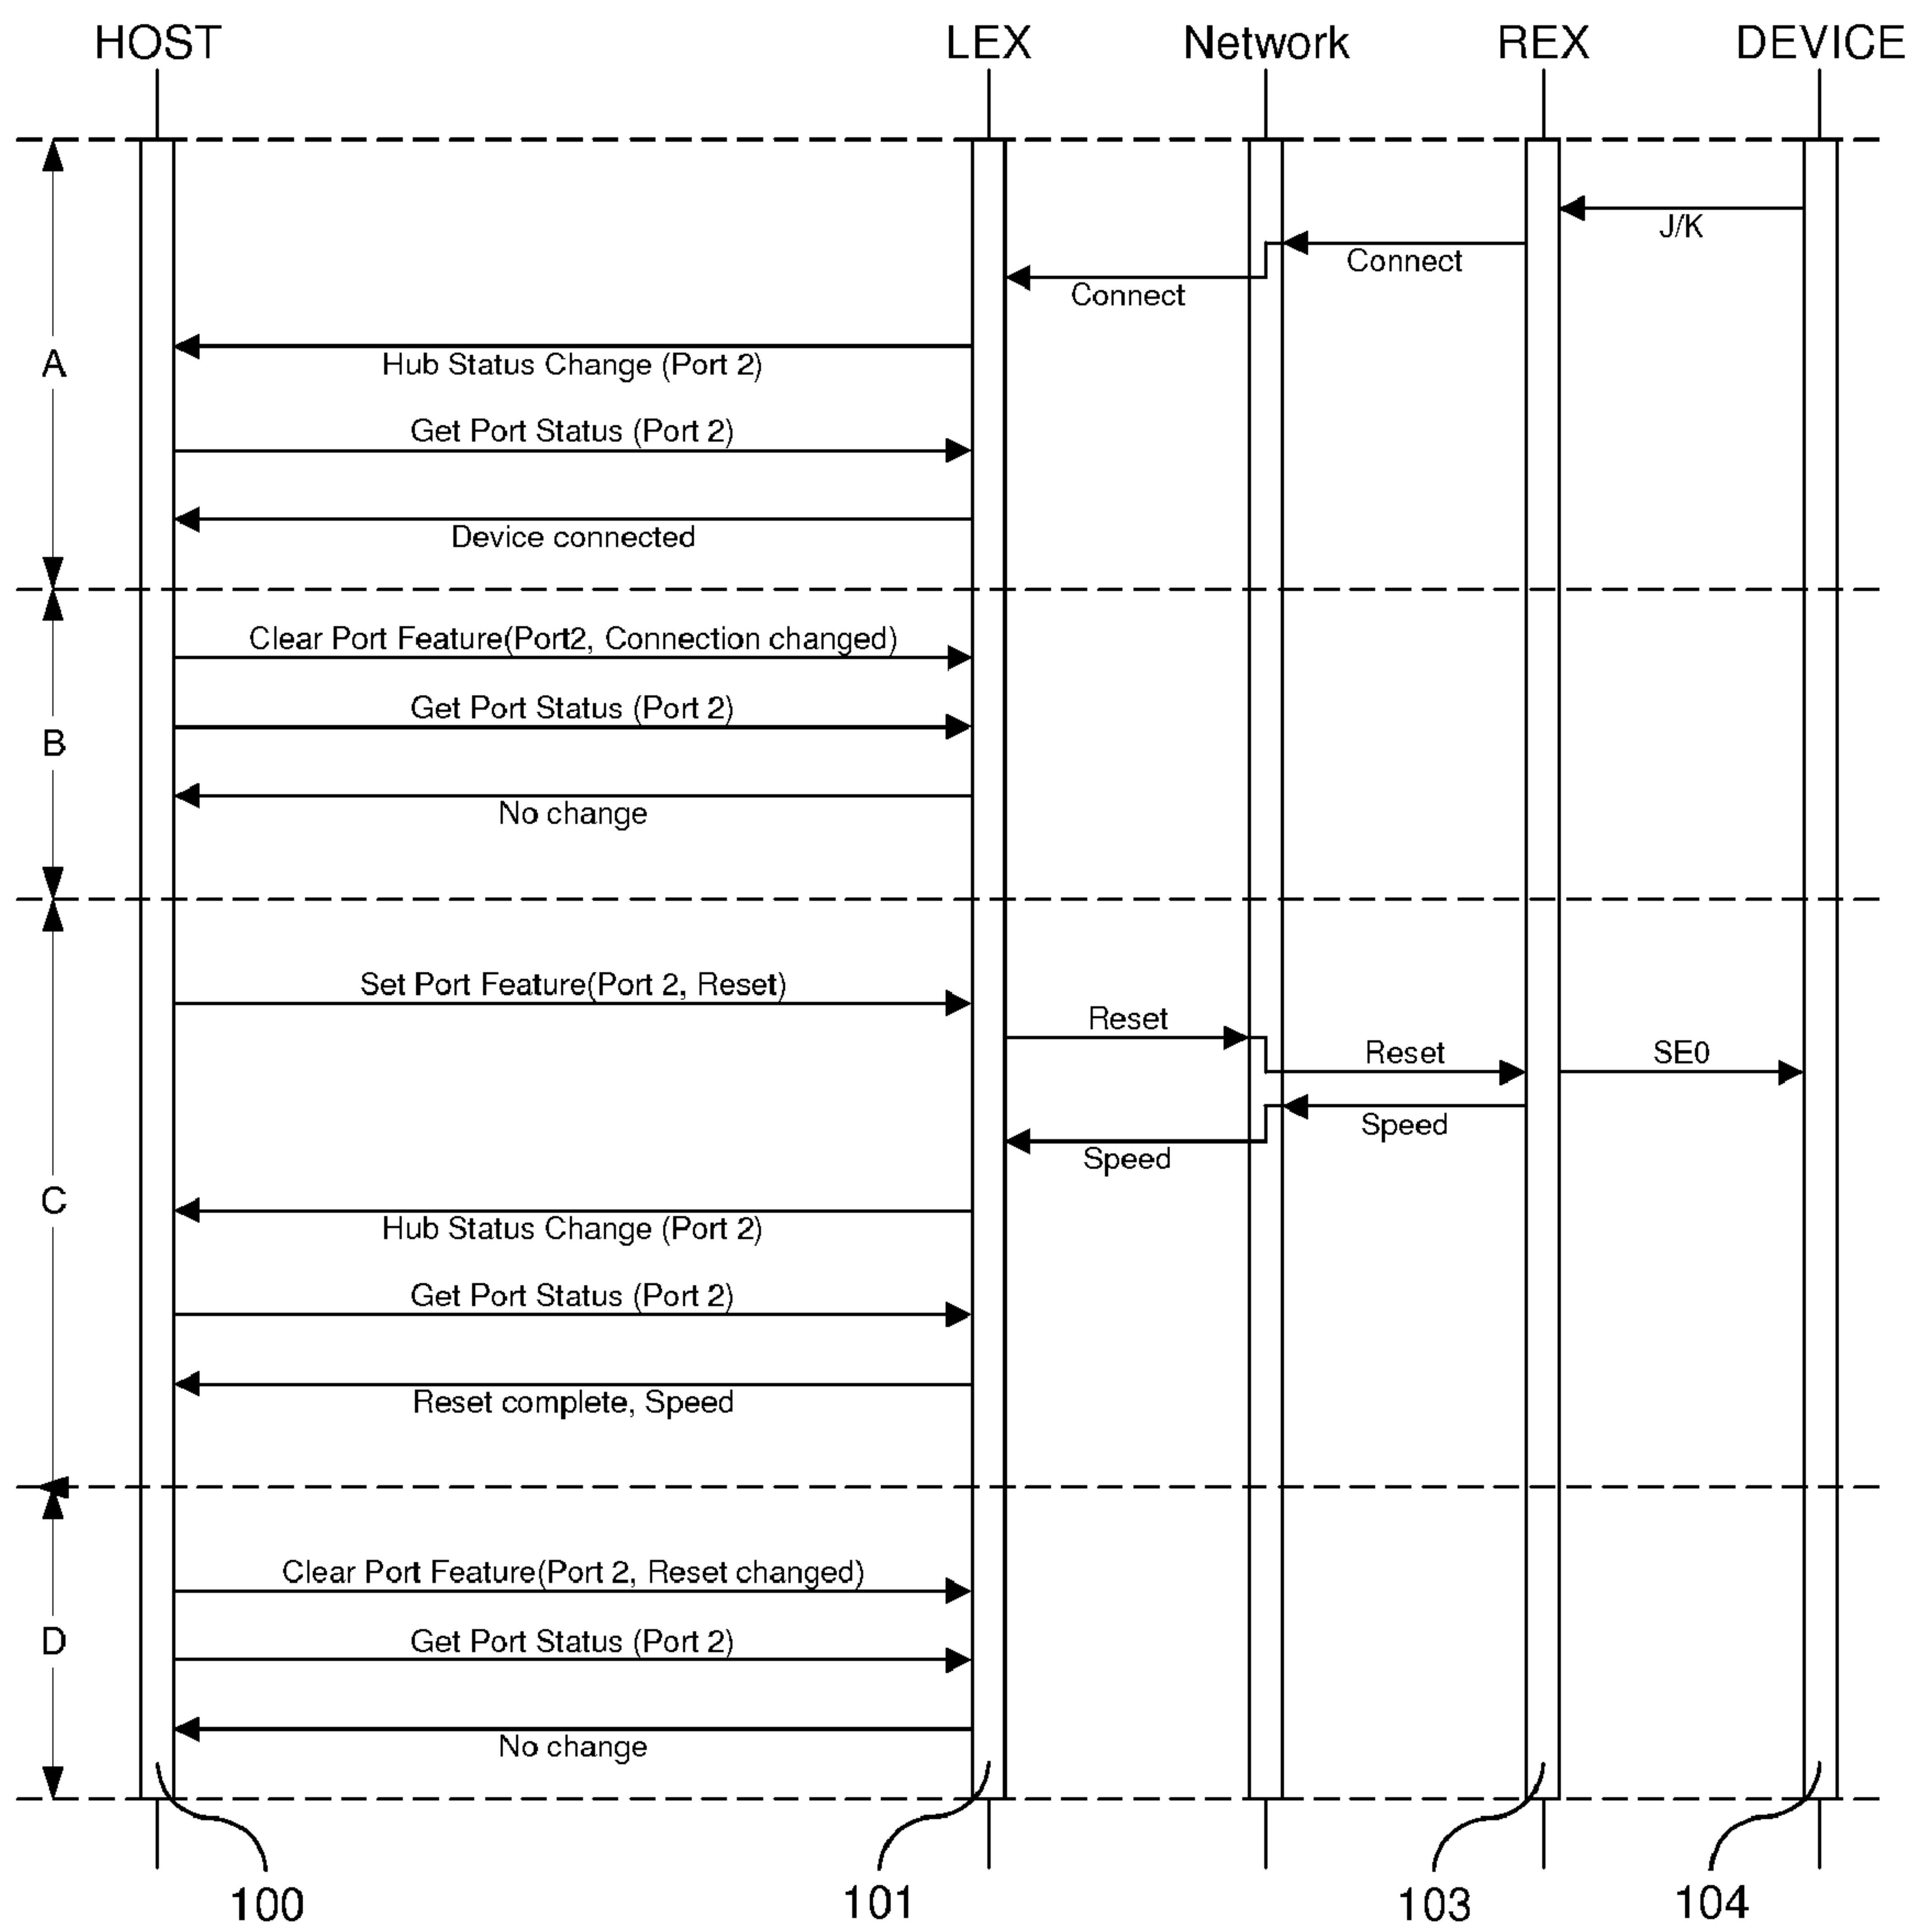 HOST LEX Network REX DEVICE
J/K
Connect
Connect
Hub Status Change (Port 2)
A
Get Port Status (Port 2)
Device connected
Clear Port Feature(Port2, Connection changed)
Get Port Status (Port 2)
B
No change
Set Port Feature(Port 2, Reset)
Reset
Reset SE0
Speed
Speed
C
Hub Status Change (Port 2)
Get Port Status (Port 2)
Reset complete, Speed
Clear Port Feature(Port 2, Reset changed)
D
Get Port Status (Port 2)
No change
100 101 103 104